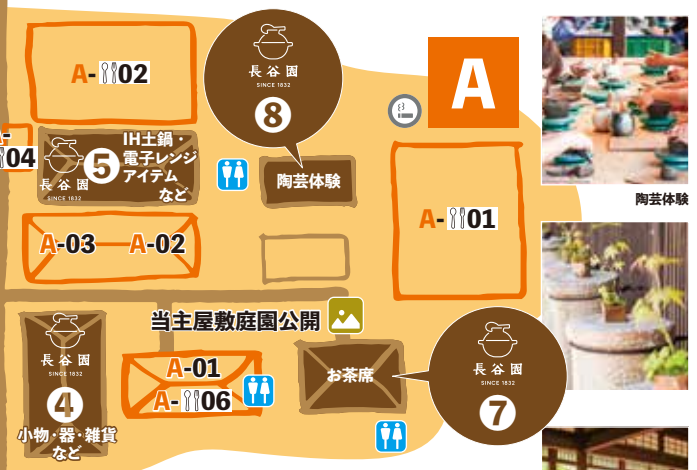 A-02
長谷園
SINCE 1832
8
A
A-
04
長谷園
SINCE 1832
5
IH土鍋・
電子レンジ
アイテム
など
陶芸体験
陶芸体験
A-01
A-03
A-02
当主屋敷庭園公開
長谷園
SINCE 1832
4
小物・器・雑貨
など
A-01
A-06
お茶席
長谷園
SINCE 1832
7